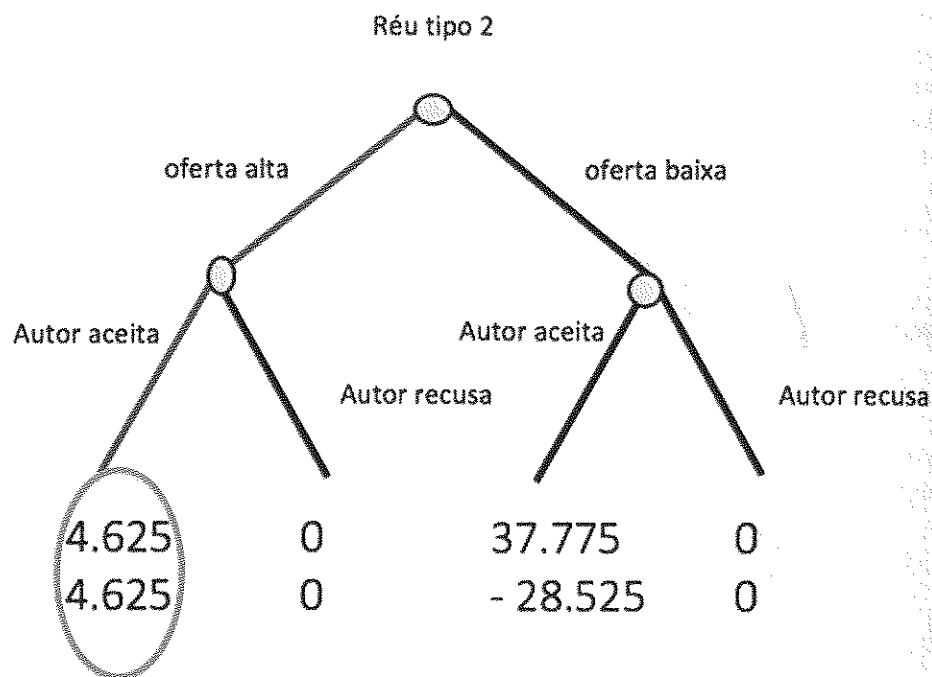 Réu tipo 2
oferta alta
oferta baixa
Autor aceita
Autor aceita
Autor recusa
Autor recusa
4.625 0 37.775 0
4.625 0 - 28.525 0